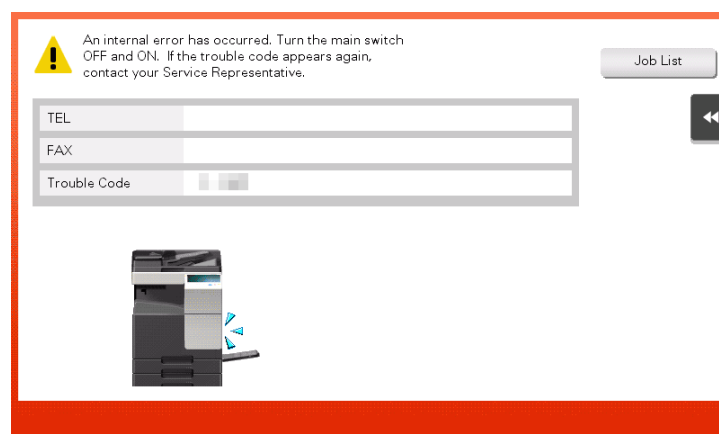 An internal error has occurred. Turn the main switch
OFF and ON. If the trouble code appears again,
contact your Service Representative.
Job List
TEL
FAX
Trouble Code